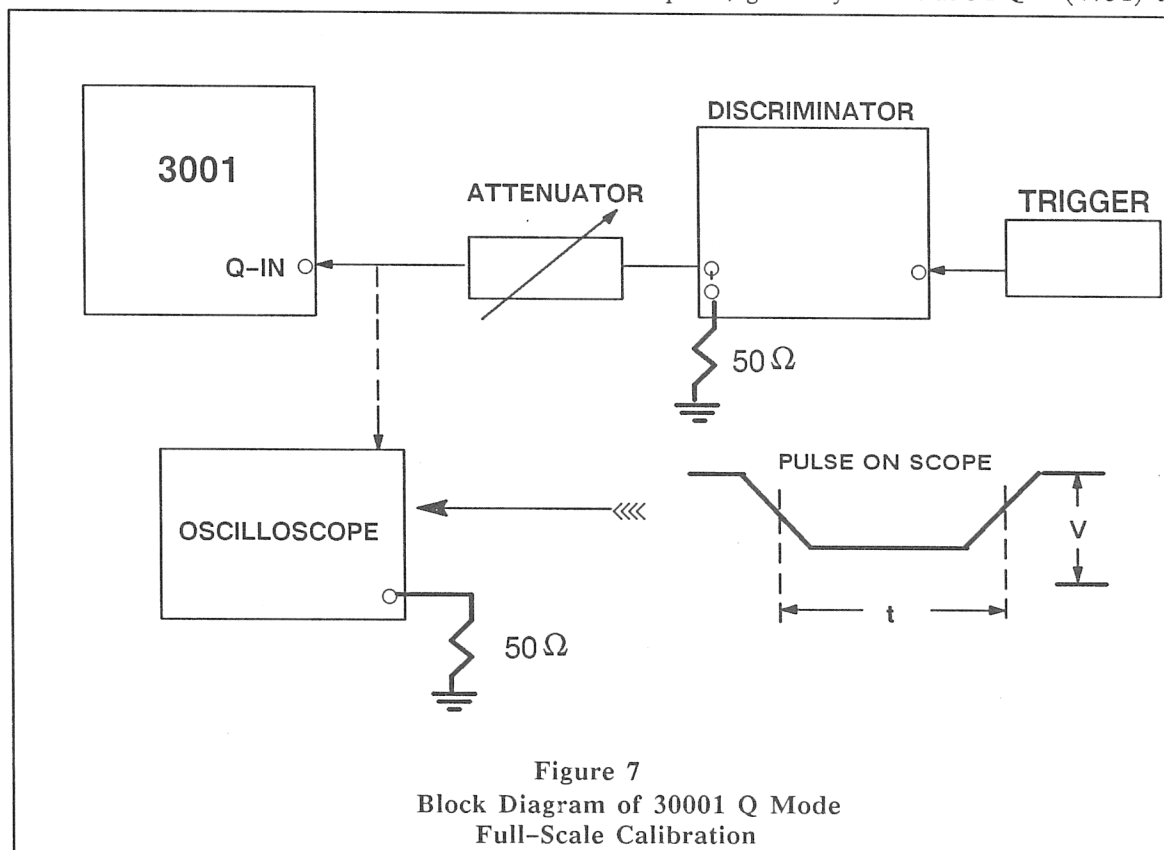 DISCRIMINATOR
3001
ATTENUATOR
TRIGGER
Q-IN
50 Ω
PULSE ON SCOPE
OSCILLOSCOPE
V
t
50 Ω
Figure 7
Block Diagram of 30001 Q Mode
Full-Scale Calibration